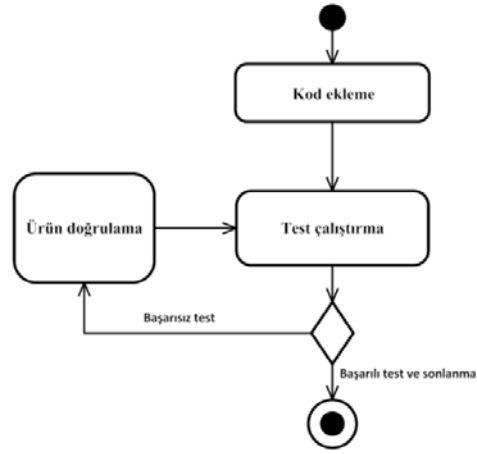 Kod ekleme
Ürün doğrulama
Test çalıştırma
Başarısız test
Başarılı test ve sonlanma